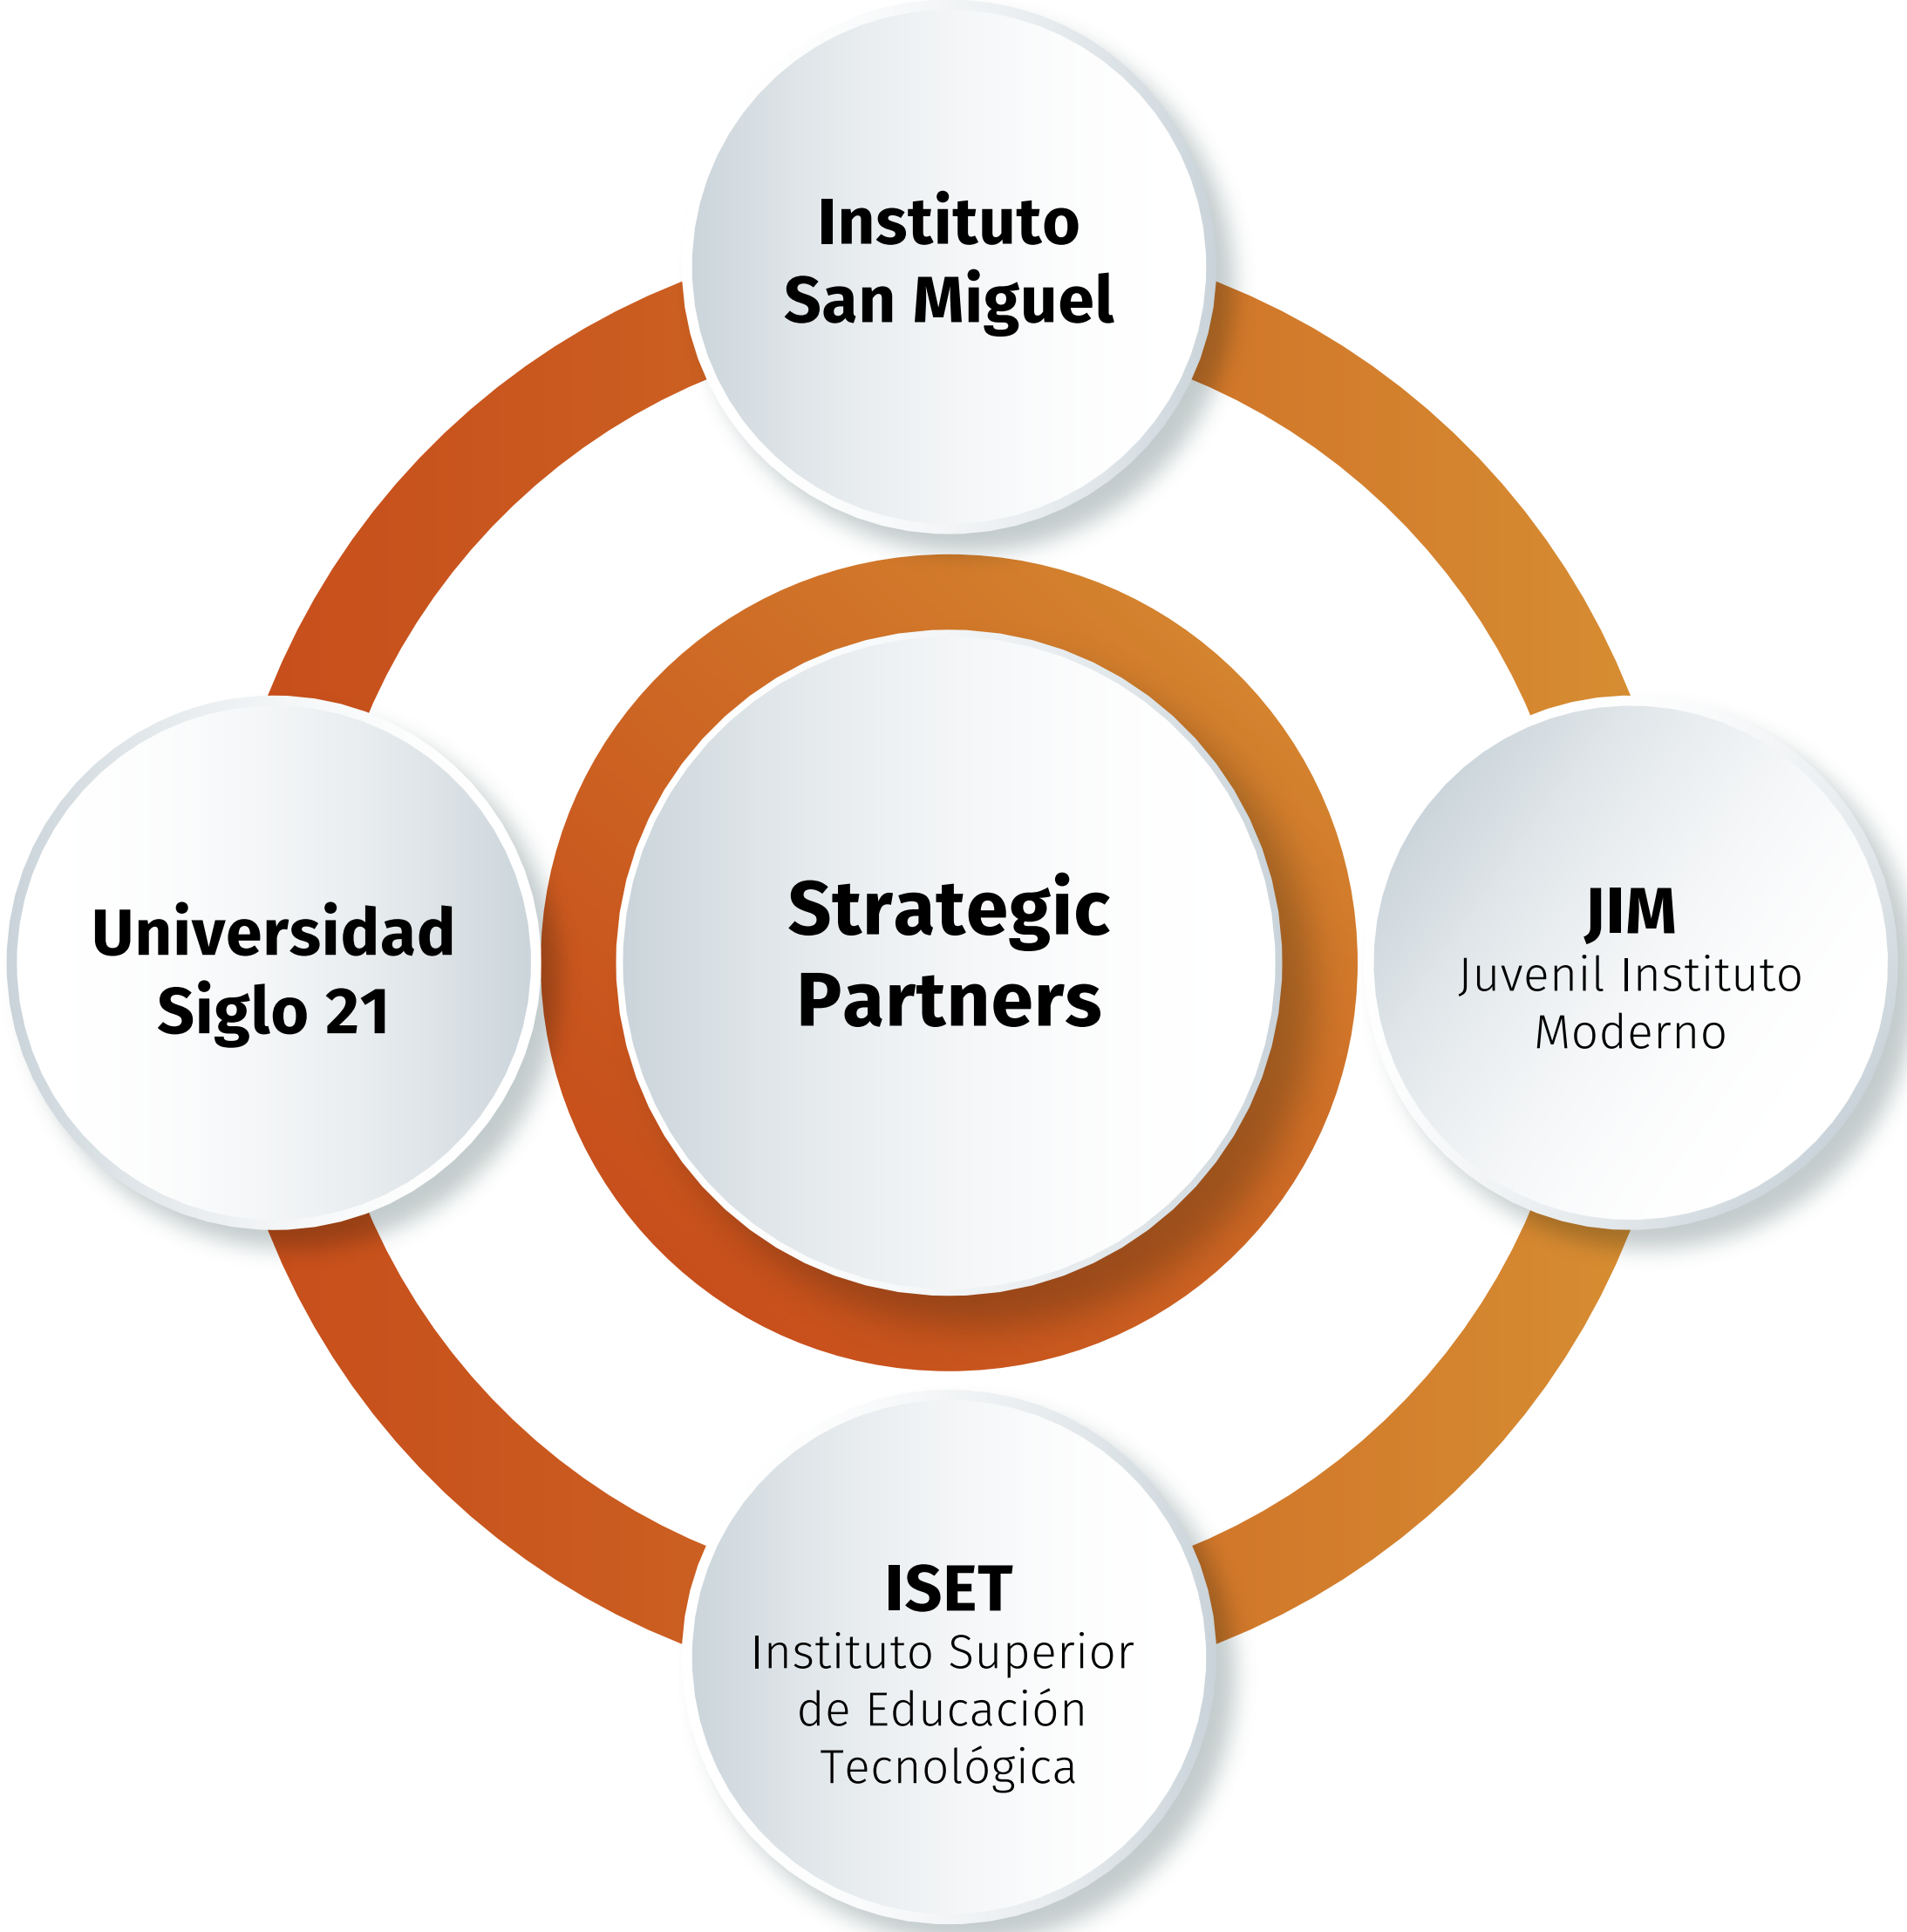 Instituto
San Miguel
Universidad
Siglo 21
Strategic
Partners
JIM
Juvenil Instituto
Moderno
ISET
Instituto Superior
de Educación
Tecnológica